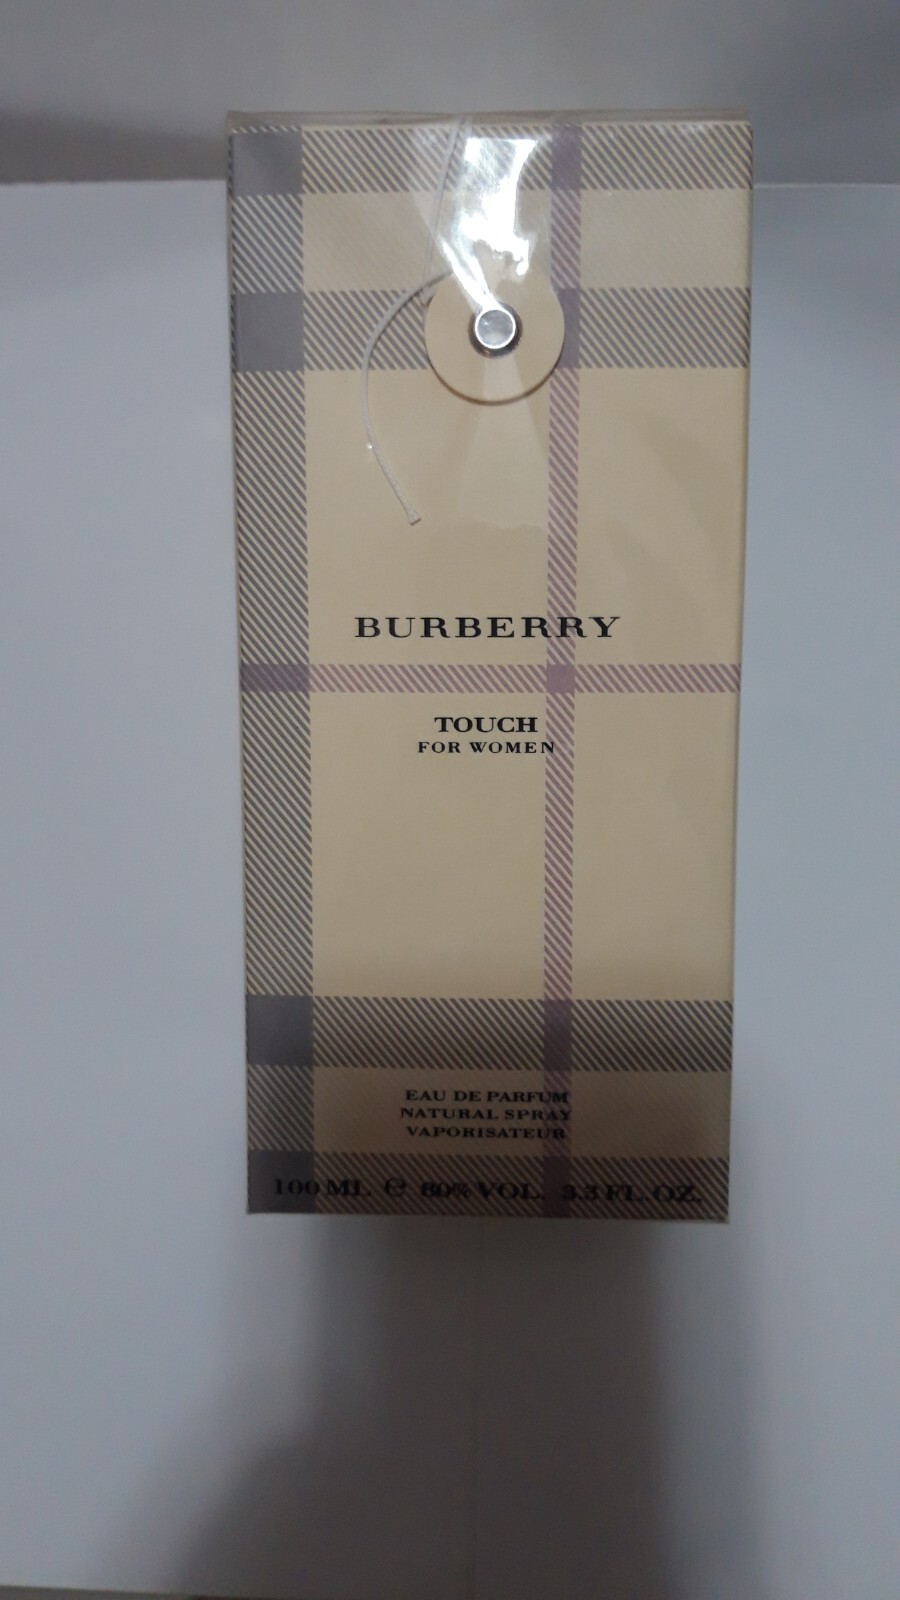 BURBERRY
TOUCH
FOR WOMEN
EAU DE PARFUM
NATURAL SPRAY
VAPORISATEUR
100 ML ℮ 80% VOL. 3.3 FL. OZ.